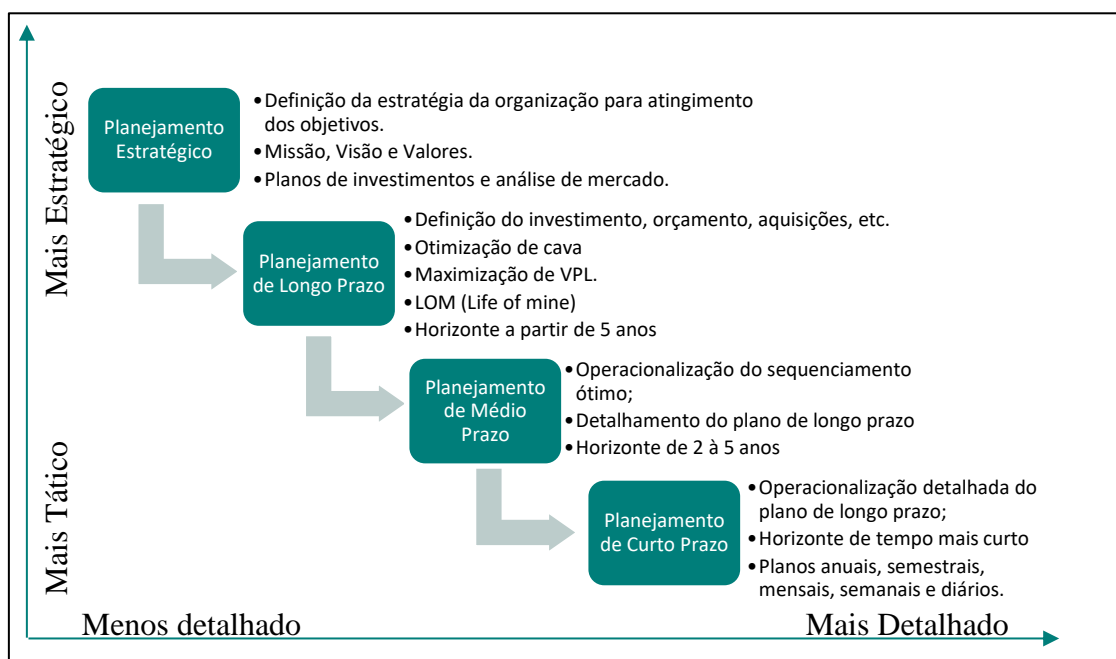 Mais Estratégico
Planejamento
Estratégico
•Definição da estratégia da organização para atingimento
dos objetivos.
•Missão, Visão e Valores.
•Planos de investimentos e análise de mercado.
Planejamento
de Longo Prazo
•Definição do investimento, orçamento, aquisições, etc.
•Otimização de cava
•Maximização de VPL.
•LOM (Life of mine)
•Horizonte a partir de 5 anos
Mais Tático
Planejamento
de Médio
Prazo
•Operacionalização do sequenciamento
ótimo;
•Detalhamento do plano de longo prazo
•Horizonte de 2 à 5 anos
Planejamento
de Curto Prazo
•Operacionalização detalhada do
plano de longo prazo;
•Horizonte de tempo mais curto
•Planos anuais, semestrais,
mensais, semanais e diários.
Menos detalhado
Mais Detalhado